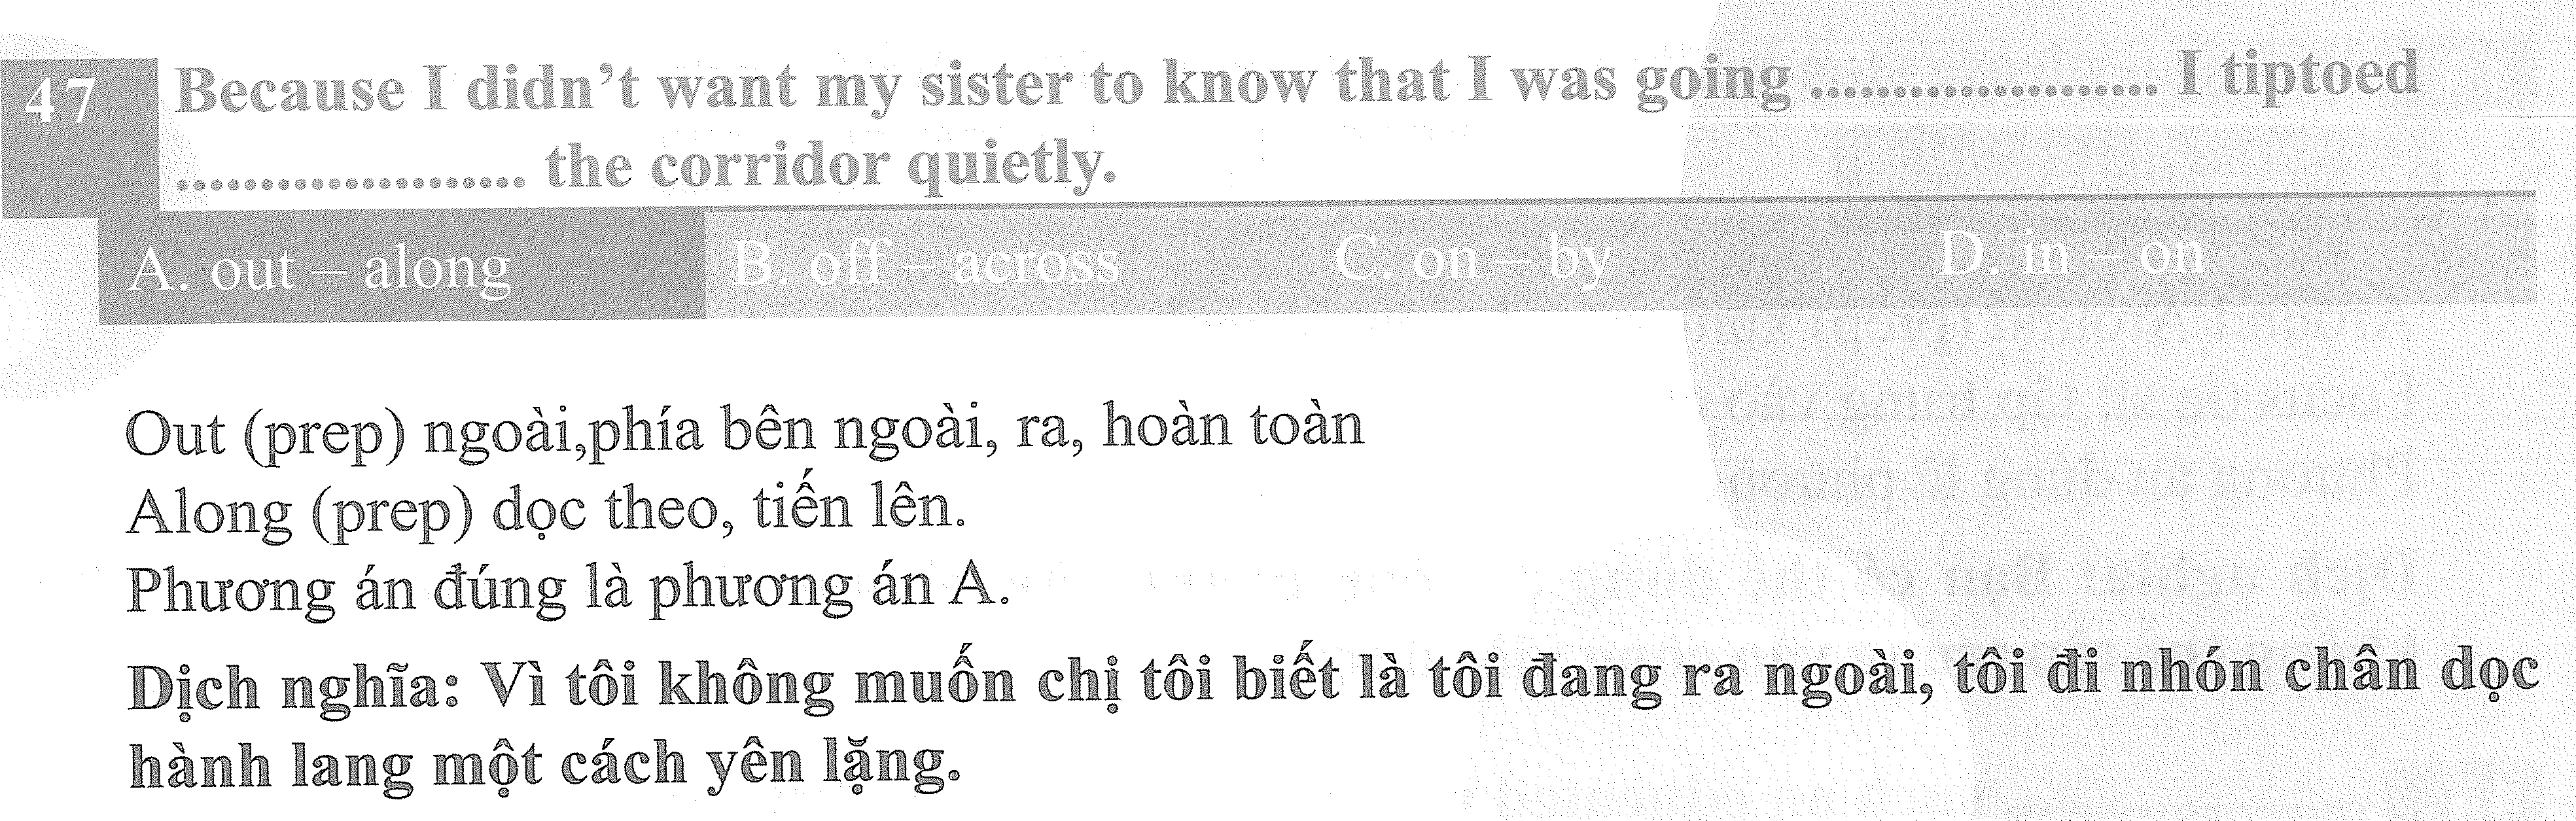 47 Because I didn't want my sister to know that I was going ..................... I tiptoed
..................... the corridor quietly.
A. out – along B. off – across C. on – by D. in – on
Out (prep) ngoài,phía bên ngoài, ra, hoàn toàn
Along (prep) dọc theo, tiến lên.
Phương án đúng là phương án A.
Dịch nghĩa: Vì tôi không muốn chị tôi biết là tôi đang ra ngoài, tôi đi nhón chân dọc
hành lang một cách yên lặng.